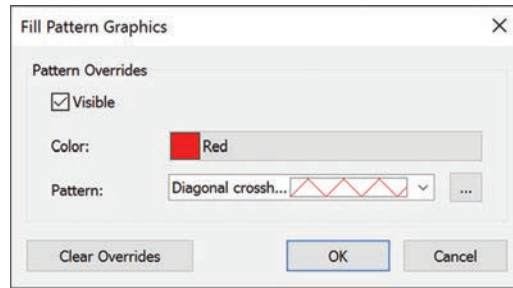 Fill Pattern Graphics
Pattern Overrides
Visible
Color: Red
Pattern: Diagonal crossh... ...
Clear Overrides OK Cancel